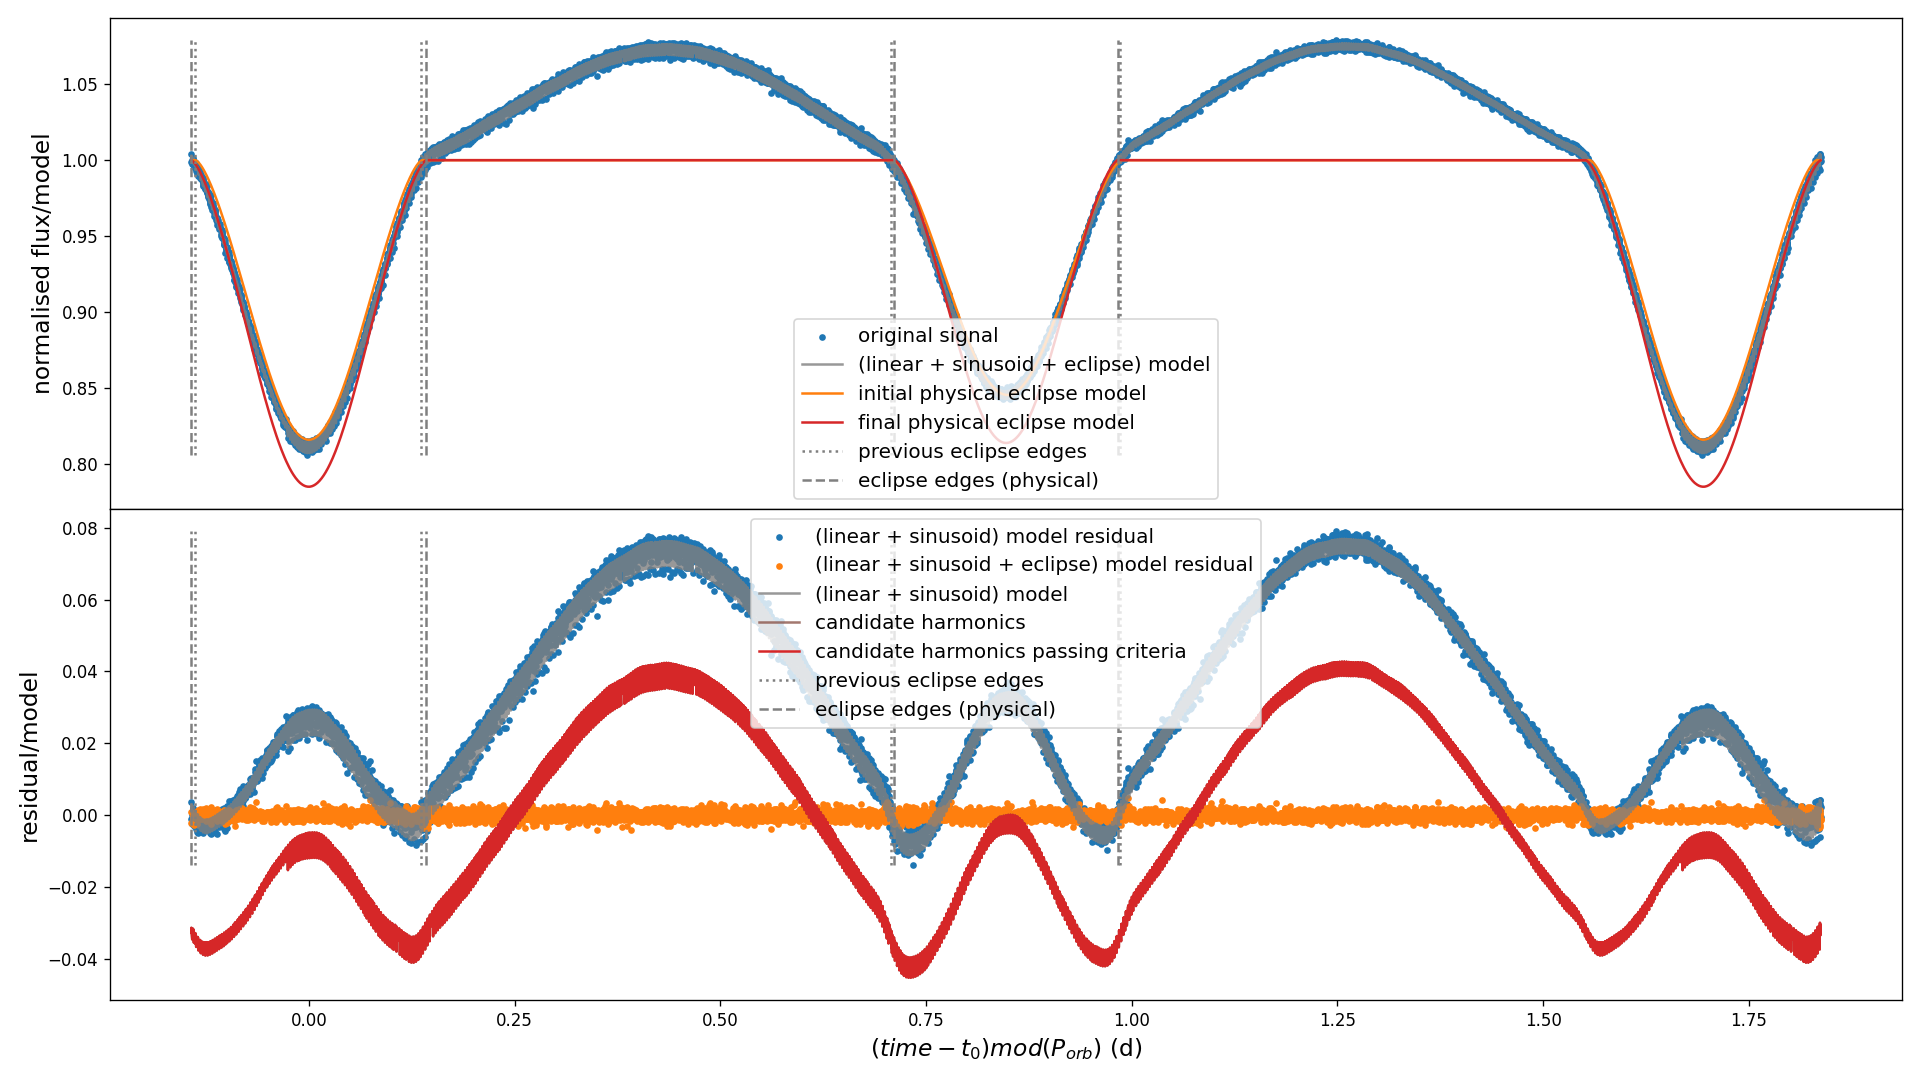 normalised flux/model
1.05
1.00
0.95
0.90
0.85
0.80
original signal
(linear + sinusoid + eclipse) model
initial physical eclipse model
final physical eclipse model
previous eclipse edges
eclipse edges (physical)
residual/model
0.08
0.06
0.04
0.02
0.00
−0.02
−0.04
(linear + sinusoid) model residual
(linear + sinusoid + eclipse) model residual
(linear + sinusoid) model
candidate harmonics
candidate harmonics passing criteria
previous eclipse edges
eclipse edges (physical)
0.00 0.25 0.50 0.75 1.00 1.25 1.50 1.75
(time − t₀)mod(P_orb) (d)